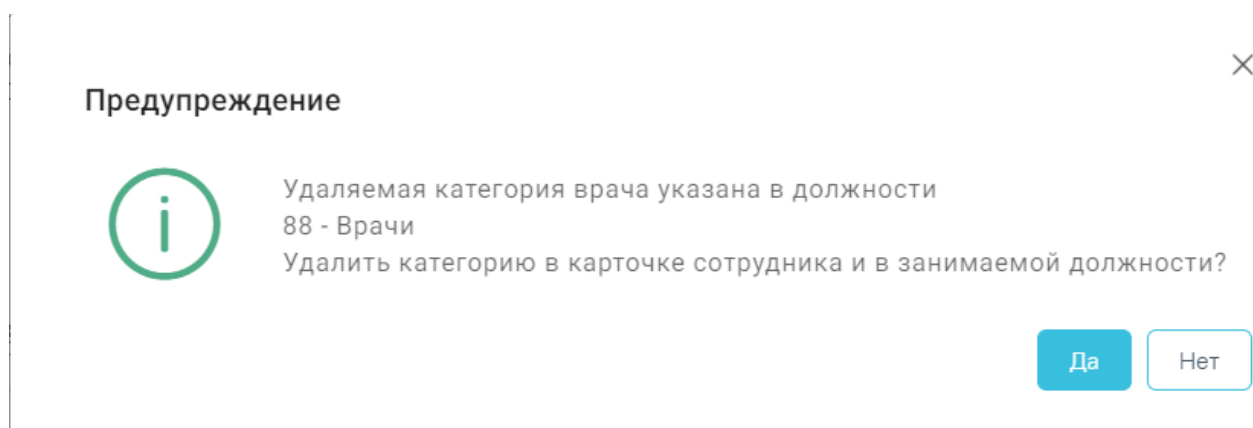 Предупреждение
Удаляемая категория врача указана в должности
88 - Врачи
Удалить категорию в карточке сотрудника и в занимаемой должности?
Да
Нет